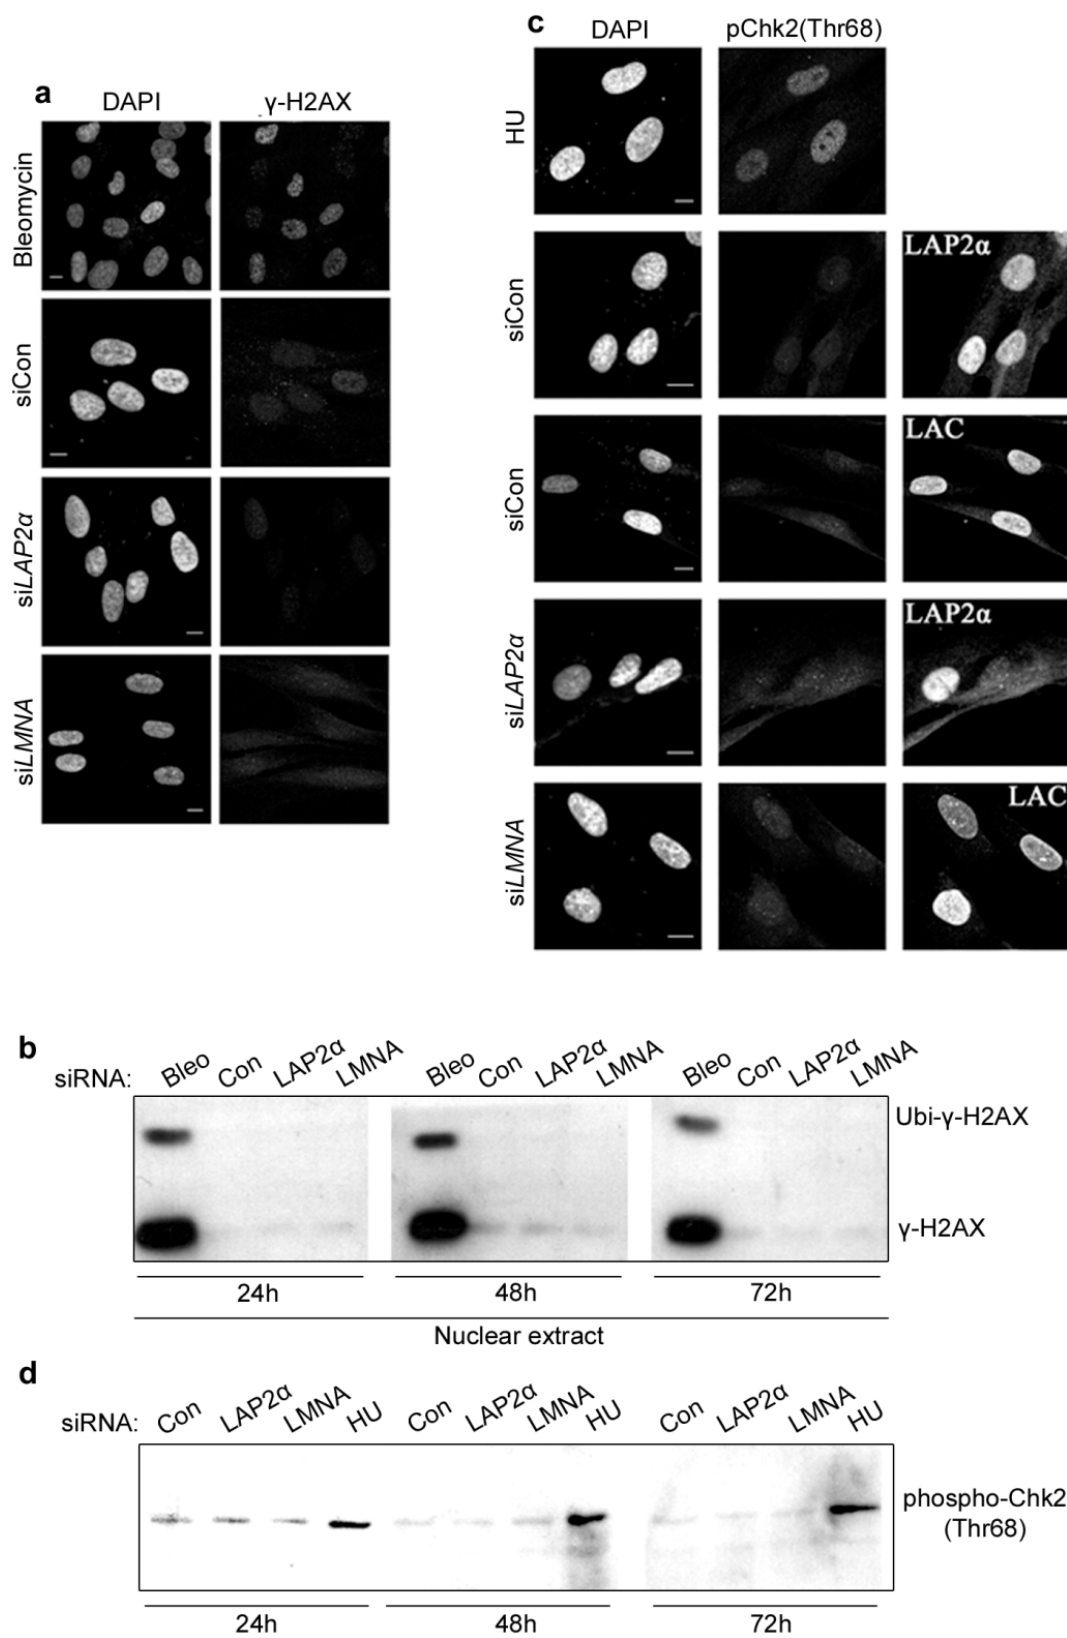 a
DAPI
γ-H2AX
Bleomycin
siCon
siLAP2α
siLMNA
c
DAPI
pChk2(Thr68)
HU
siCon
LAP2α
siCon
LAC
siLAP2α
LAP2α
siLMNA
LAC
b
siRNA: Bleo Con LAP2α LMNA Bleo Con LAP2α LMNA Bleo Con LAP2α LMNA
Ubi-γ-H2AX
γ-H2AX
24h 48h 72h
Nuclear extract
d
siRNA: Con LAP2α LMNA HU Con LAP2α LMNA HU Con LAP2α LMNA HU
phospho-Chk2
(Thr68)
24h 48h 72h